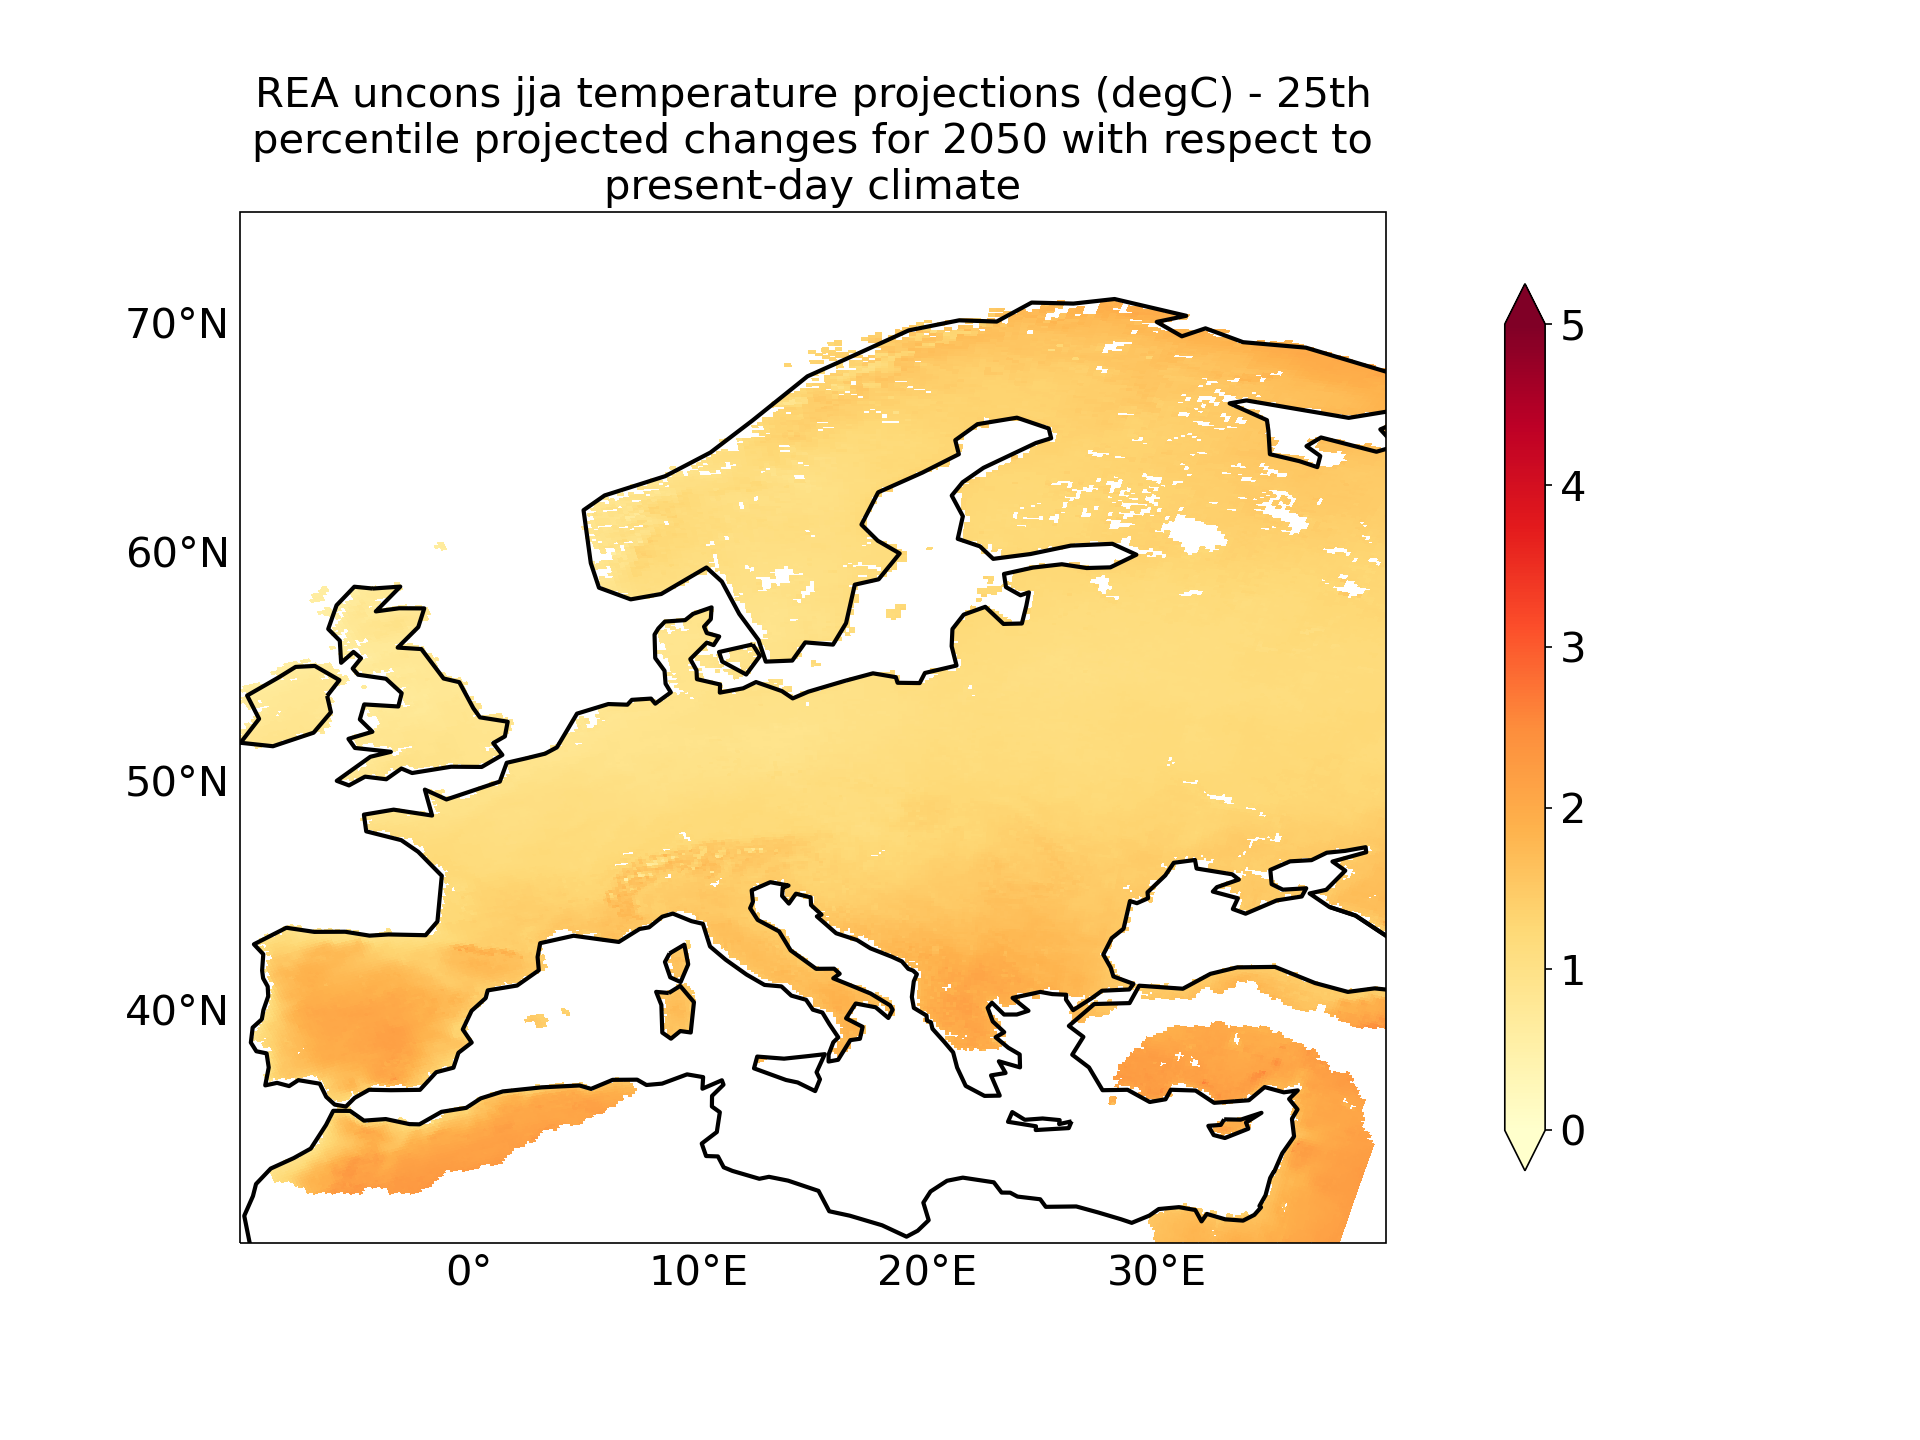 REA uncons jja temperature projections (degC) - 25th
percentile projected changes for 2050 with respect to
present-day climate
70°N
60°N
50°N
40°N
0°
10°E
20°E
30°E
5
4
3
2
1
0